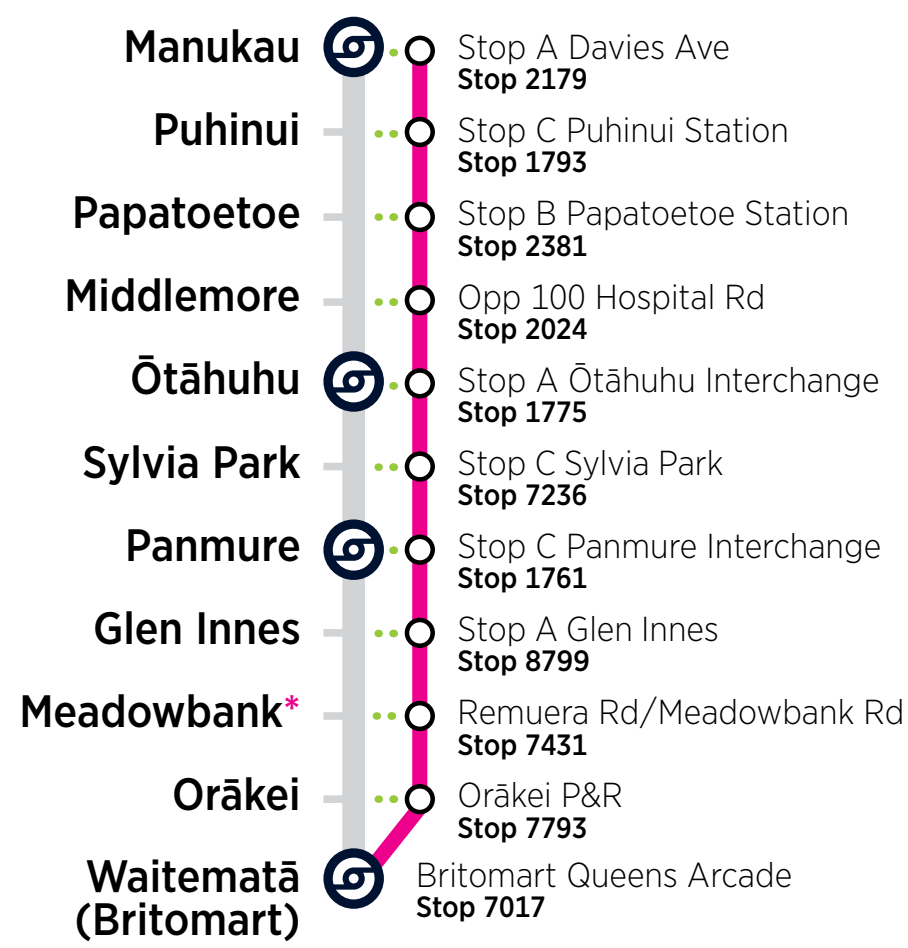 Manukau
Stop A Davies Ave
Stop 2179
Puhinui
Stop C Puhinui Station
Stop 1793
Papatoetoe
Stop B Papatoetoe Station
Stop 2381
Middlemore
Opp 100 Hospital Rd
Stop 2024
Ōtāhuhu
Stop A Ōtāhuhu Interchange
Stop 1775
Sylvia Park
Stop C Sylvia Park
Stop 7236
Panmure
Stop C Panmure Interchange
Stop 1761
Glen Innes
Stop A Glen Innes
Stop 8799
Meadowbank*
Remuera Rd/Meadowbank Rd
Stop 7431
Orākei
Orākei P&R
Stop 7793
Waitematā
(Britomart)
Britomart Queens Arcade
Stop 7017